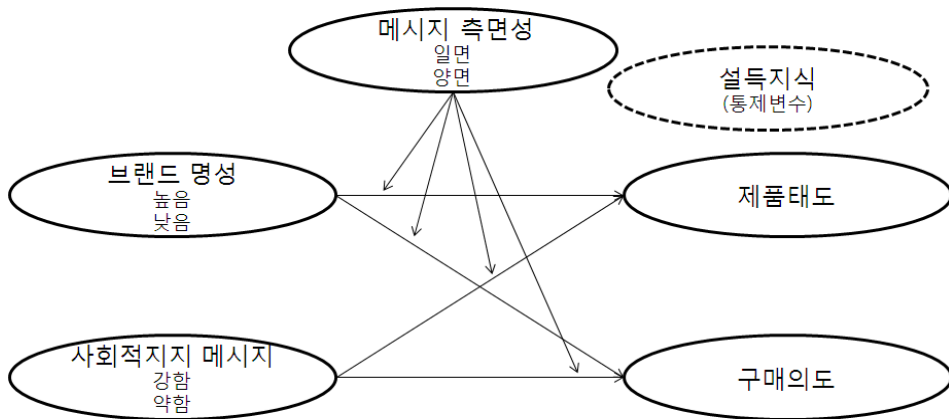 메시지 측면성
일면
양면
설득지식
(통제변수)
브랜드 명성
높음
낮음
제품태도
사회적지지 메시지
강함
약함
구매의도